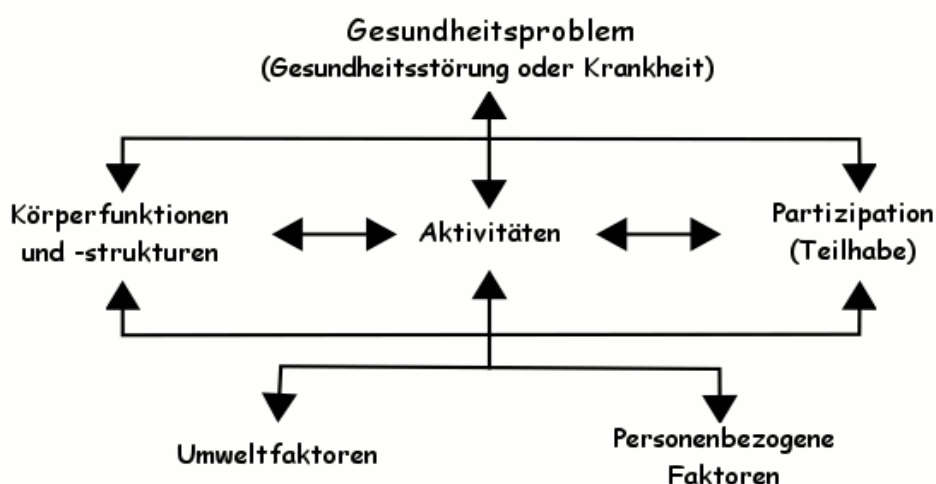 Gesundheitsproblem
(Gesundheitsstörung oder Krankheit)
Körperfunktionen
und -strukturen
Aktivitäten
Partizipation
(Teilhabe)
Umweltfaktoren
Personenbezogene
Faktoren